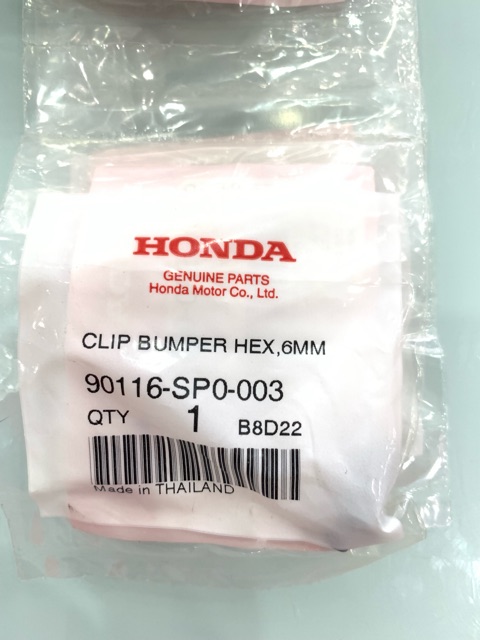 HONDA
GENUINE PARTS
Honda Motor Co., Ltd.
CLIP BUMPER HEX,6MM
90116-SP0-003
QTY 1 B8D22
Made in THAILAND